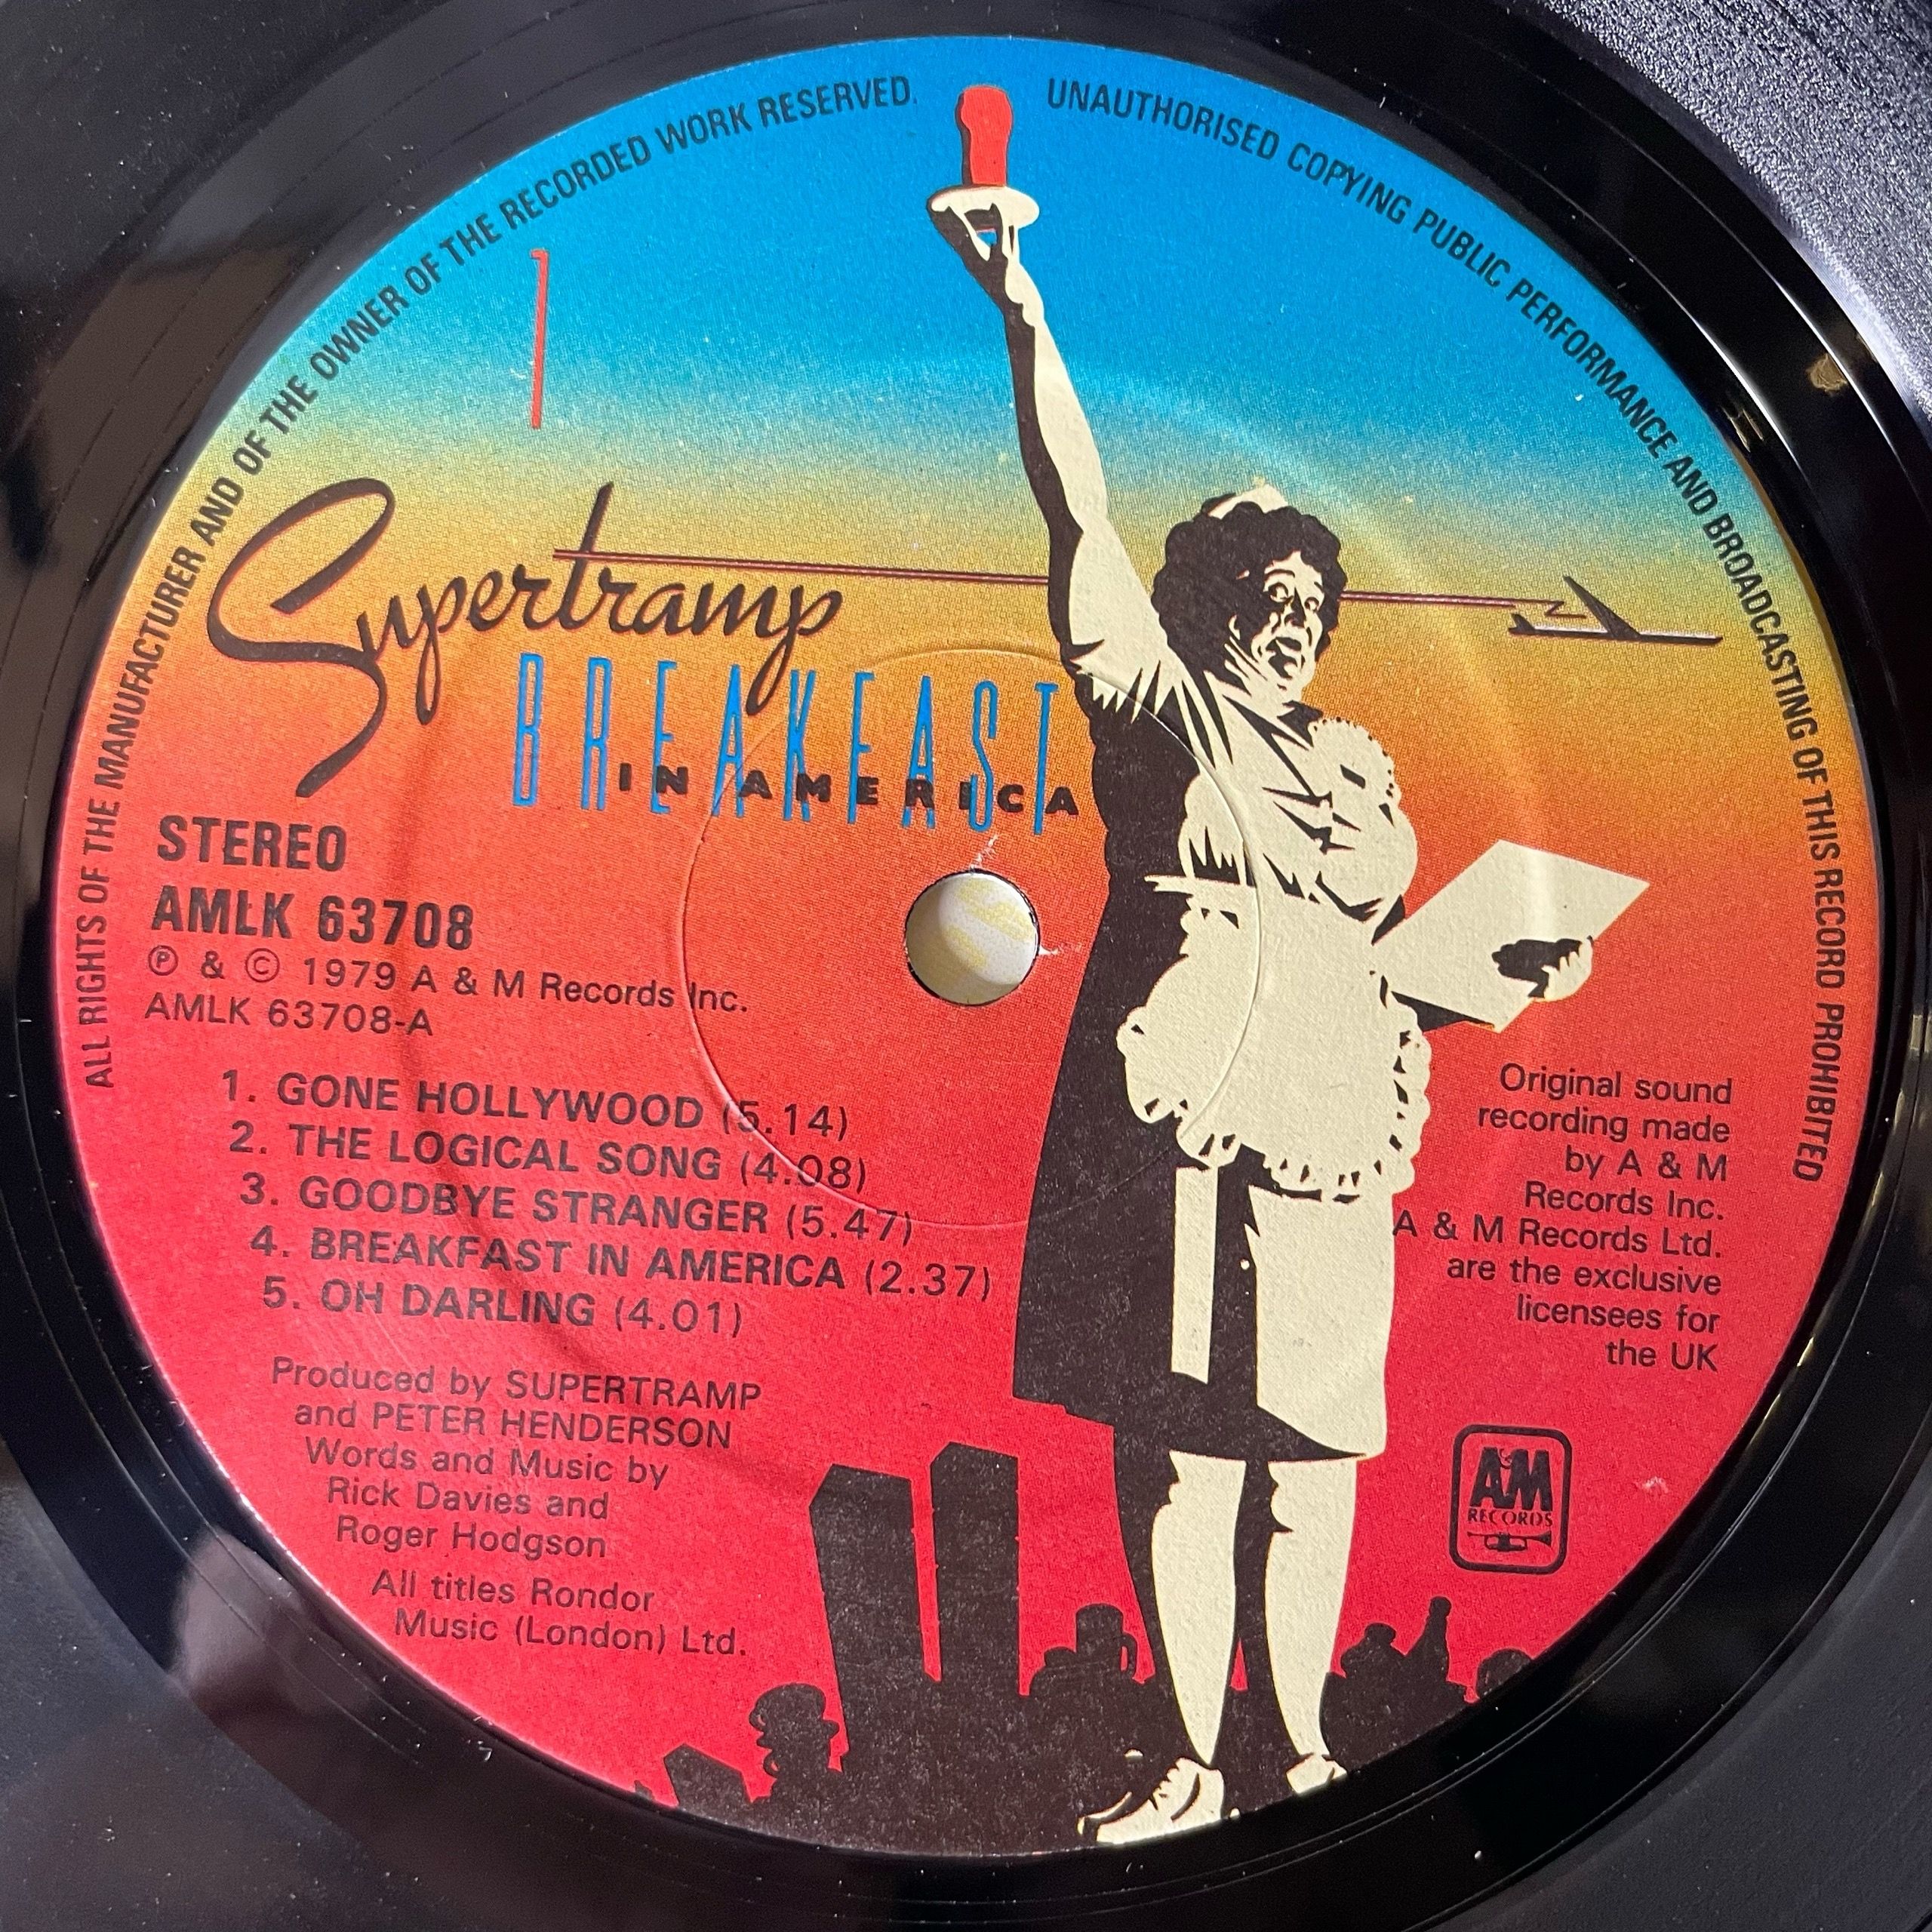 ALL RIGHTS OF THE MANUFACTURER AND OF THE OWNER OF THE RECORDED WORK RESERVED.
UNAUTHORISED COPYING PUBLIC PERFORMANCE AND BROADCASTING OF THIS RECORD PROHIBITED
1
Supertramp
BREAKFAST
IN AMERICA
STEREO
AMLK 63708
℗ & © 1979 A & M Records Inc.
AMLK 63708-A
1. GONE HOLLYWOOD (5.14)
2. THE LOGICAL SONG (4.08)
3. GOODBYE STRANGER (5.47)
4. BREAKFAST IN AMERICA (2.37)
5. OH DARLING (4.01)
Produced by SUPERTRAMP
and PETER HENDERSON
Words and Music by
Rick Davies and
Roger Hodgson
All titles Rondor
Music (London) Ltd.
Original sound
recording made
by A & M
Records Inc.
A & M Records Ltd.
are the exclusive
licensees for
the UK
A&M
RECORDS